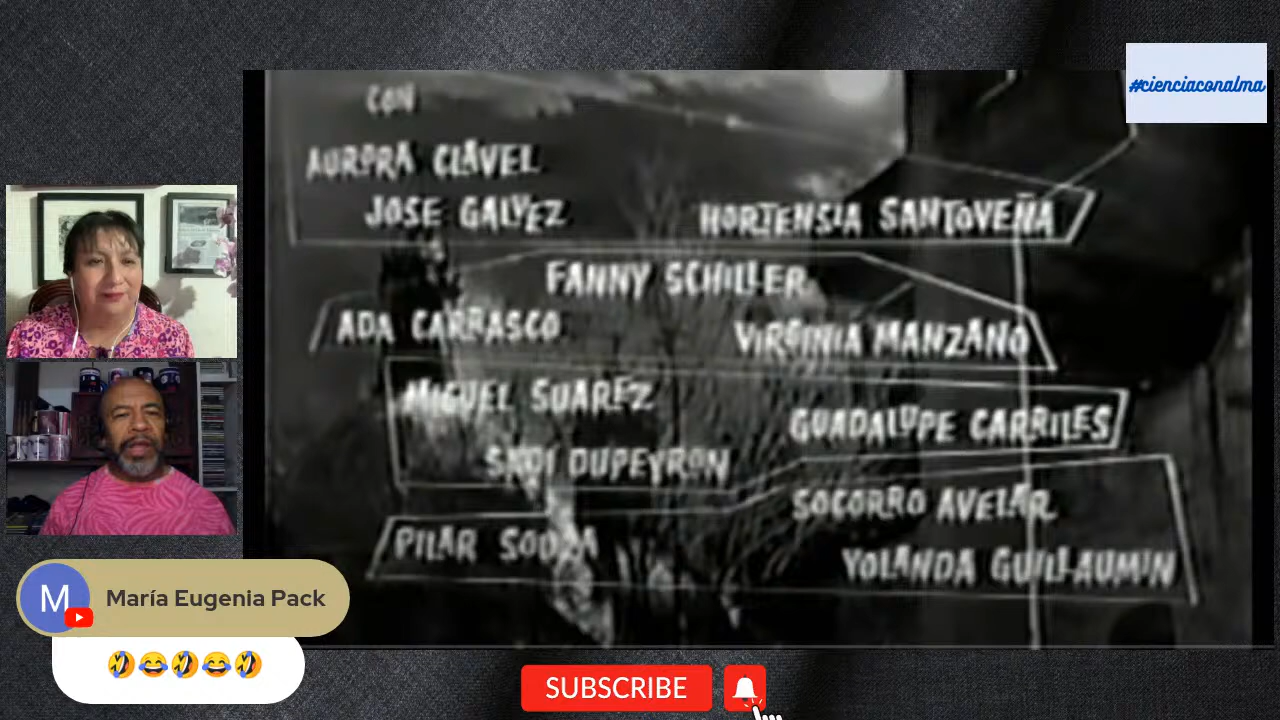 #cienciaconalma
CON
AURORA CLAVEL
JOSE GALVEZ
HORTENSIA SANTOVEÑA
FANNY SCHILLER
ADA CARRASCO
VIRGINIA MANZANO
MIGUEL SUAREZ
GUADALUPE CARRILES
SADI DUPEYRON
SOCORRO AVELAR
PILAR SOUZA
YOLANDA GUILLAUMIN
M
María Eugenia Pack
🤣😂🤣😂🤣
SUBSCRIBE